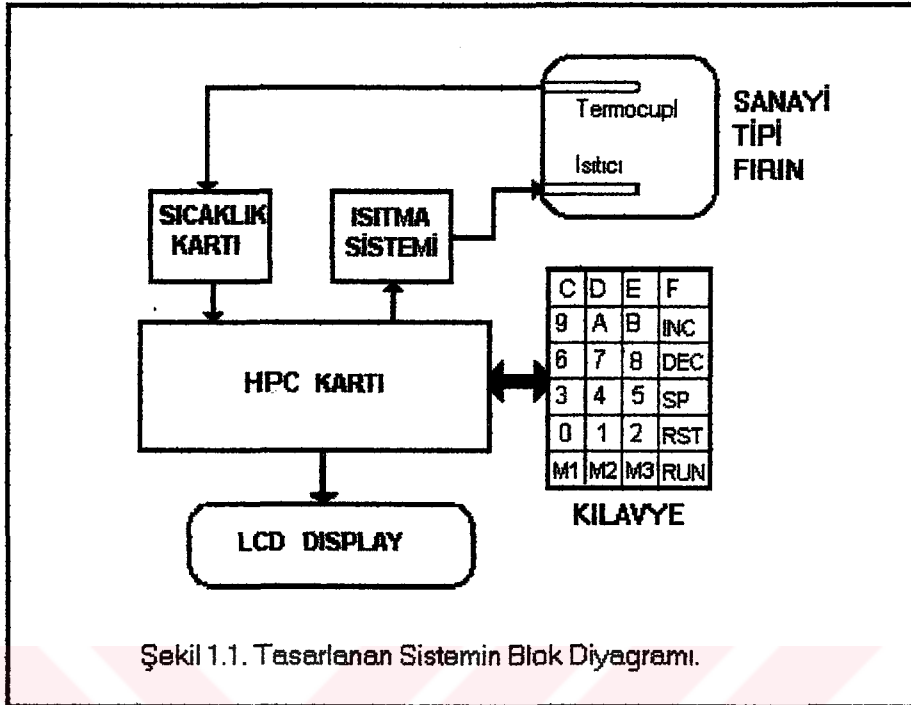 Termocupl
Isıtıcı
SANAYİ
TİPİ
FIRIN
SICAKLIK
KARTI
ISITMA
SİSTEMİ
HPC KARTI
C D E F
9 A B INC
6 7 8 DEC
3 4 5 SP
0 1 2 RST
M1 M2 M3 RUN
KILAVYE
LCD DISPLAY
Şekil 1.1. Tasarlanan Sistemin Blok Diyagramı.